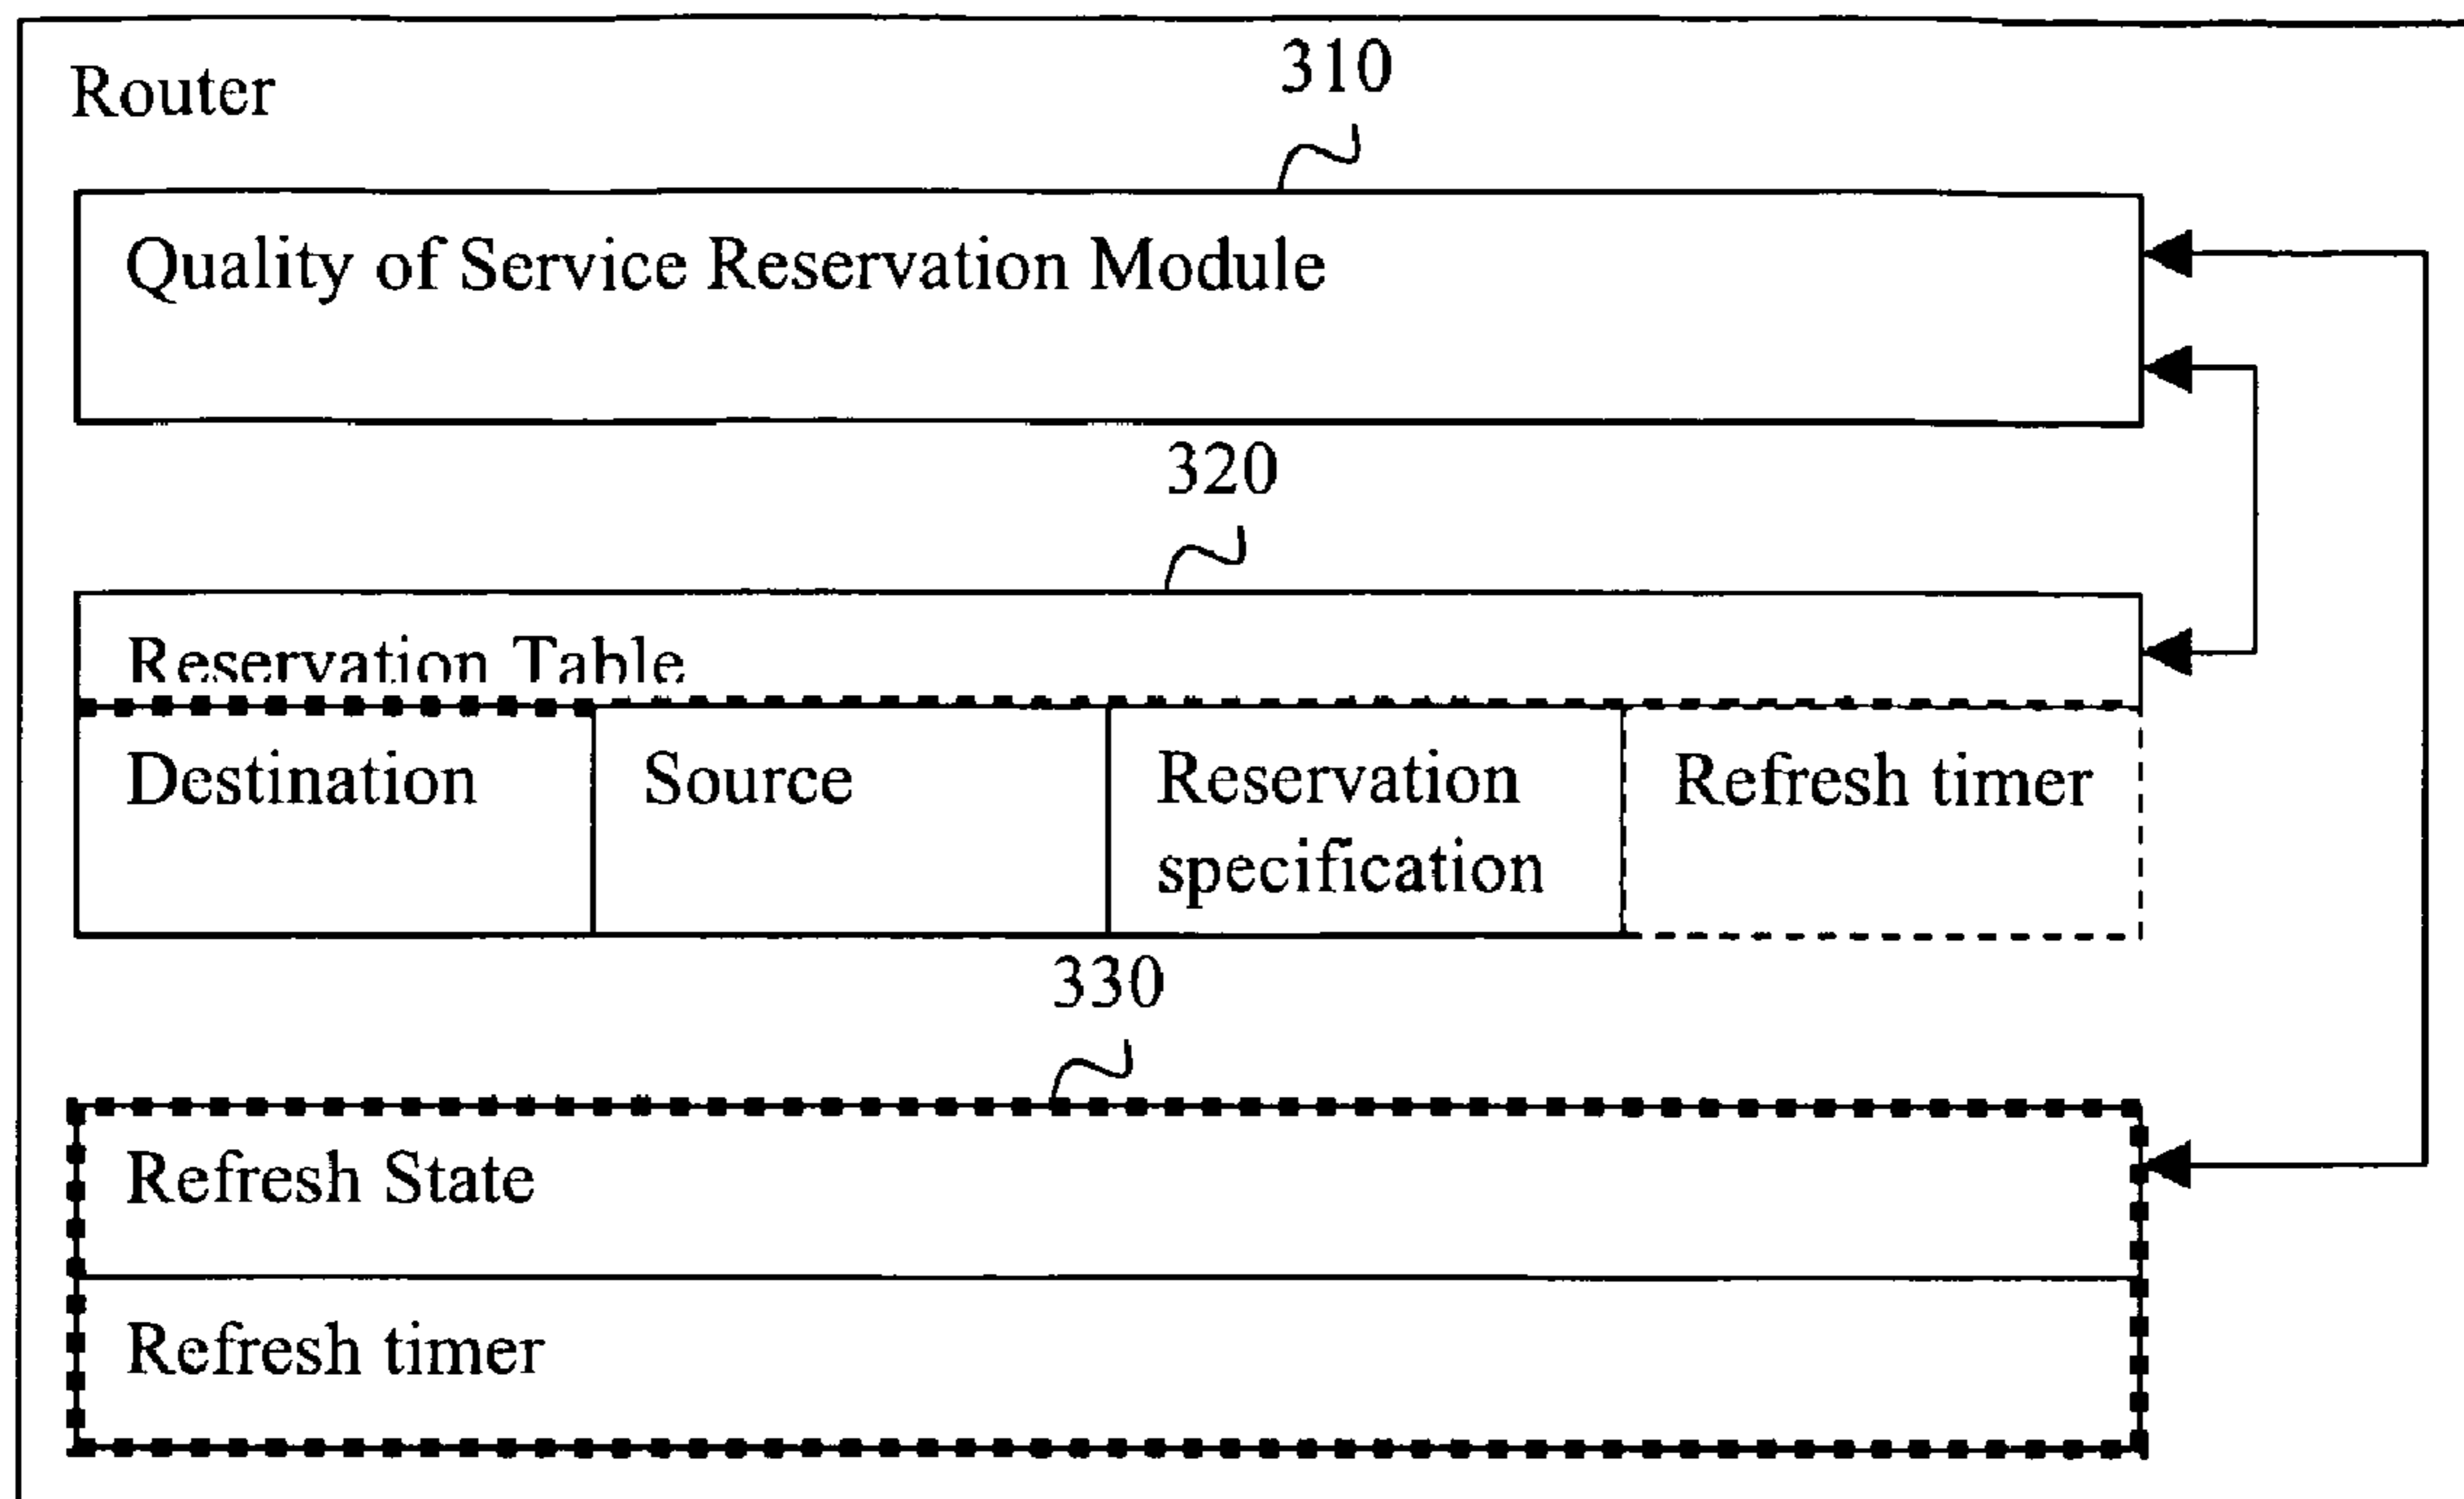 Router
310
Quality of Service Reservation Module
320
Reservation Table
Destination
Source
Reservation
specification
Refresh timer
330
Refresh State
Refresh timer